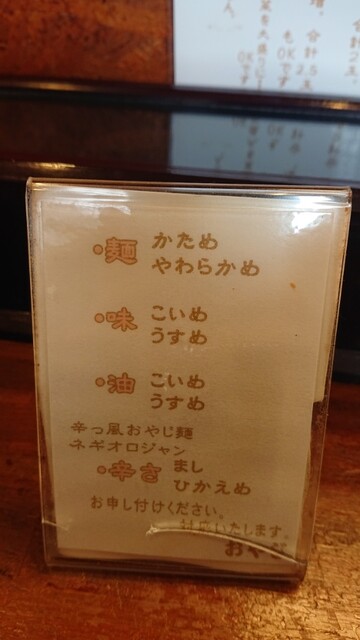 ・麺 かため
やわらかめ
・味 こいめ
うすめ
・油 こいめ
うすめ
辛っ風おやじ麺
ネギオロジャン
・辛さ まし
ひかえめ
お申し付けください。
対応いたします。
おや